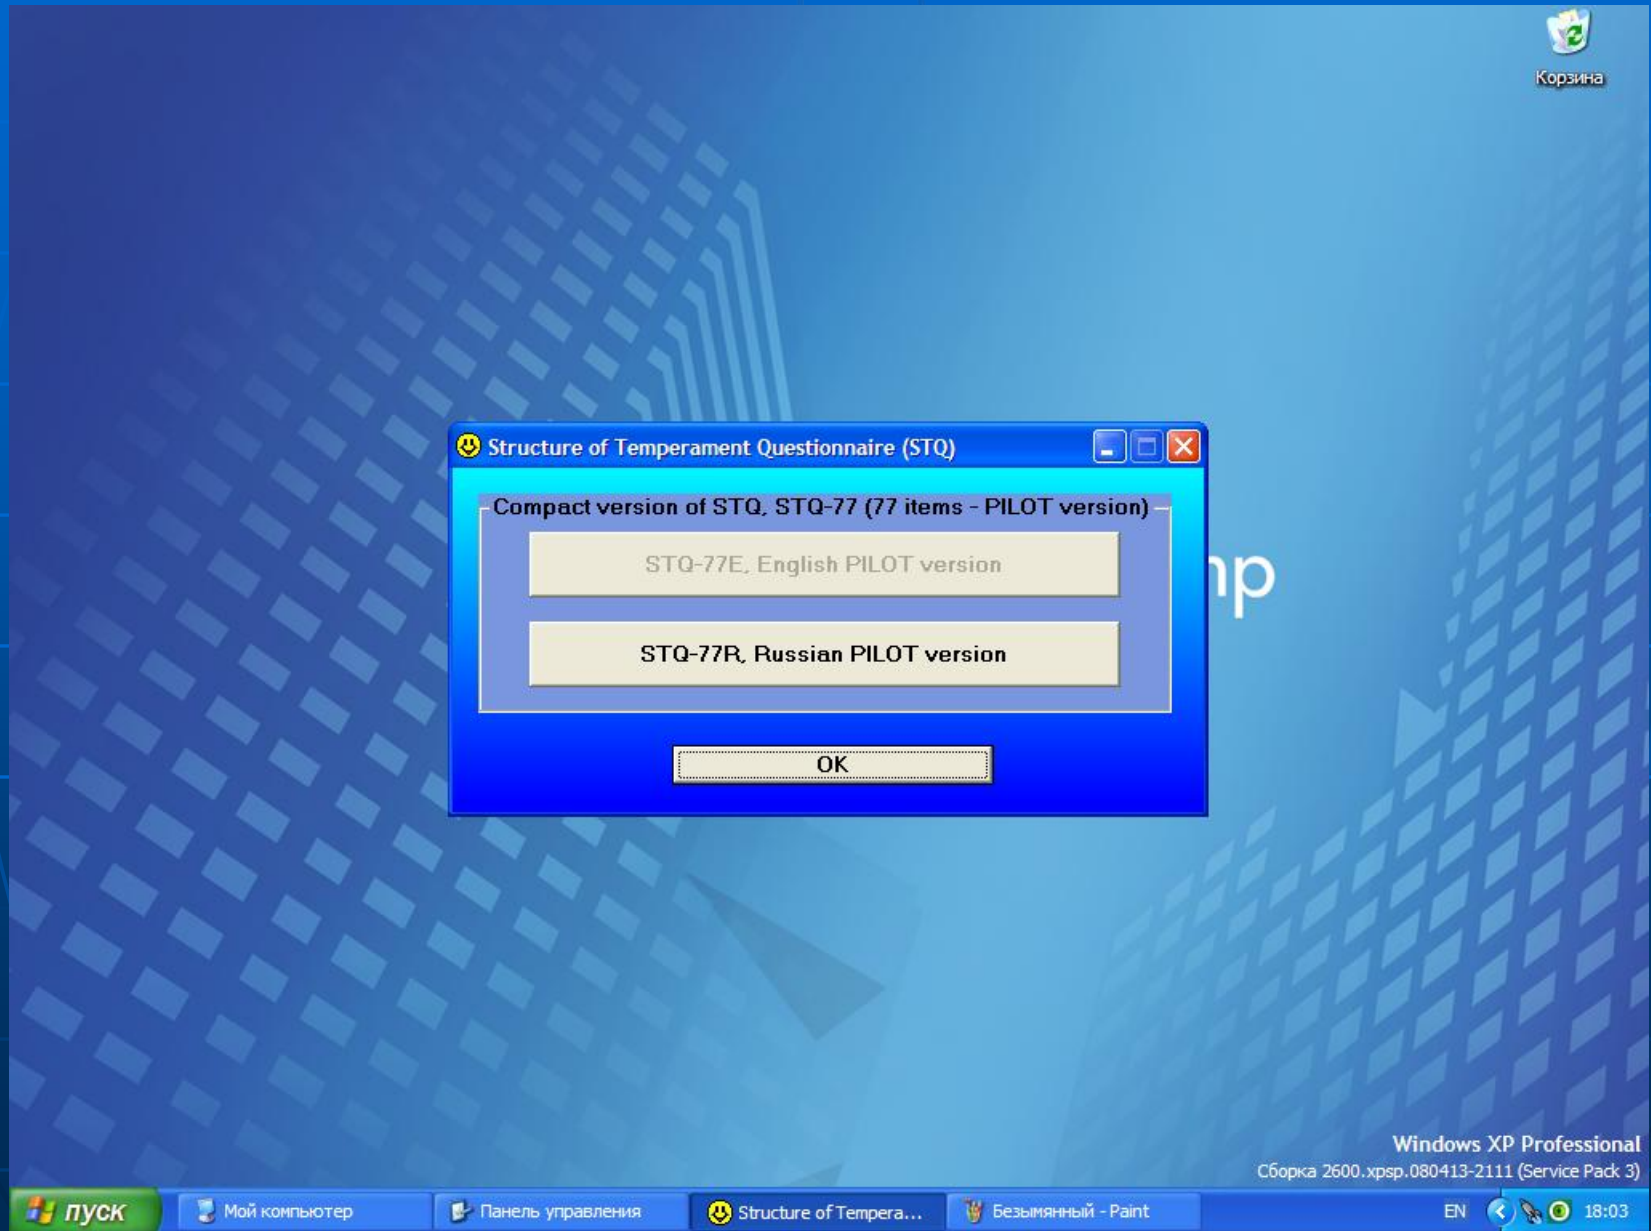 Корзина
Structure of Temperament Questionnaire (STQ)
Compact version of STQ, STQ-77 (77 items - PILOT version)
STQ-77E, English PILOT version
STQ-77R, Russian PILOT version
OK
Windows XP Professional
Сборка 2600.xpsp.080413-2111 (Service Pack 3)
пуск
Мой компьютер
Панель управления
Structure of Tempera...
Безымянный - Paint
EN
18:03